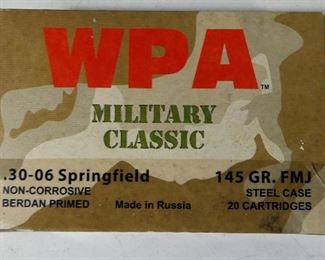 WPA™
MILITARY
CLASSIC
.30-06 Springfield 145 GR. FMJ
NON-CORROSIVE STEEL CASE
BERDAN PRIMED Made in Russia 20 CARTRIDGES